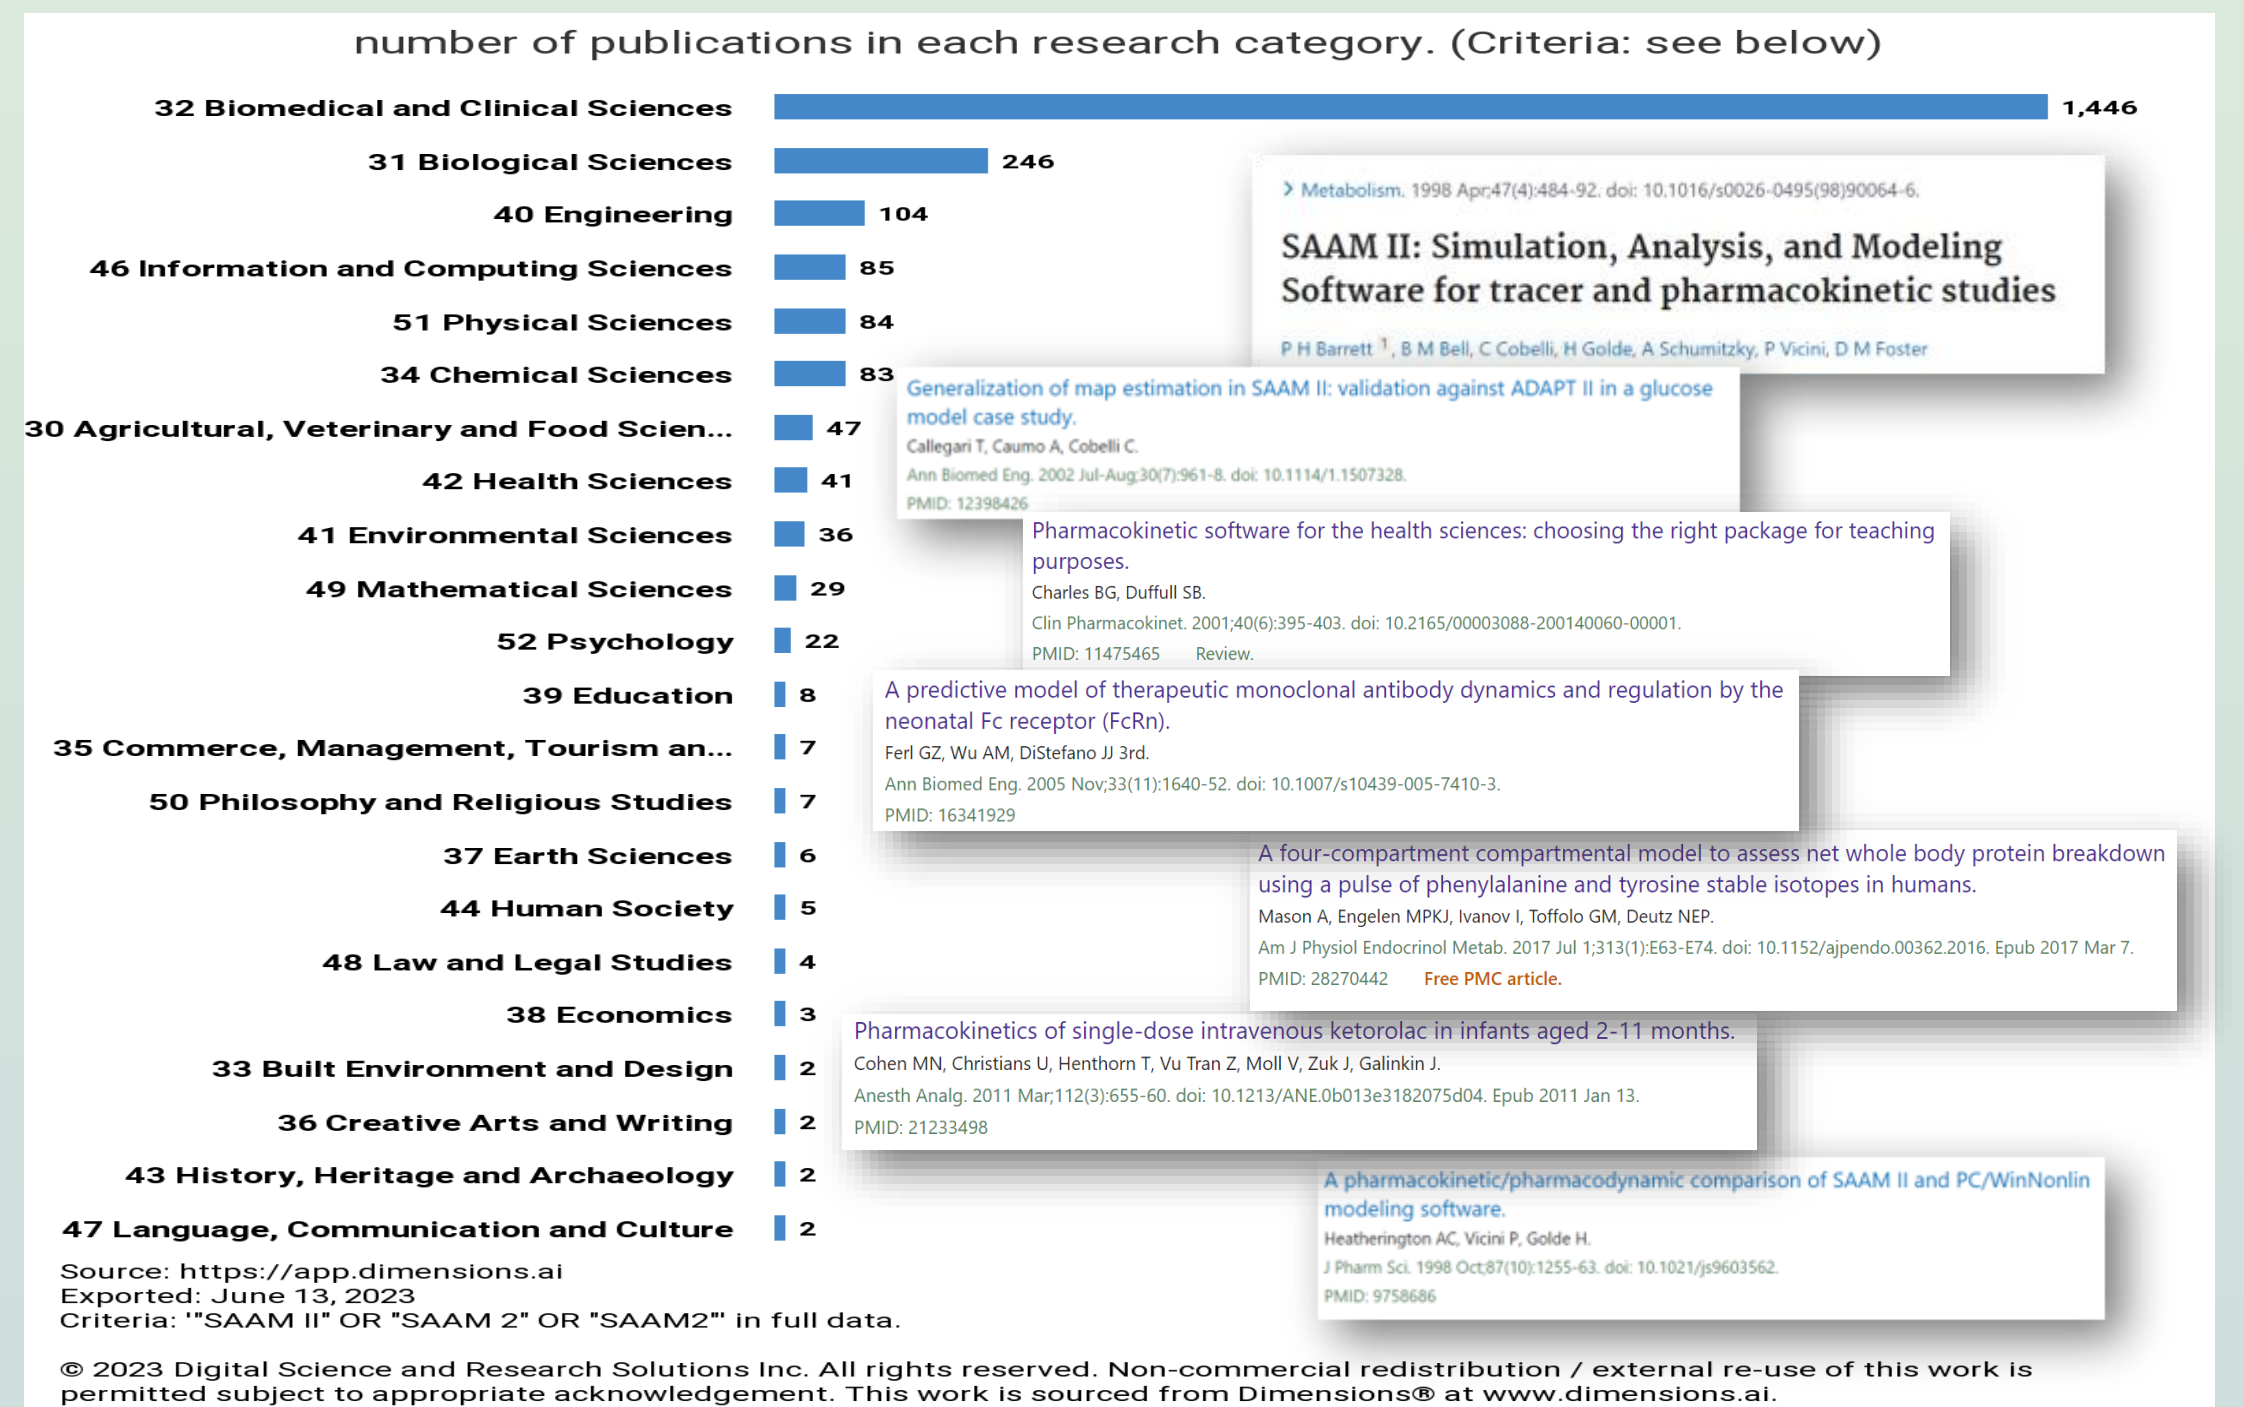 number of publications in each research category. (Criteria: see below)
32 Biomedical and Clinical Sciences 1,446
31 Biological Sciences 246
40 Engineering 104
46 Information and Computing Sciences 85
51 Physical Sciences 84
34 Chemical Sciences 83
30 Agricultural, Veterinary and Food Scien... 47
42 Health Sciences 41
41 Environmental Sciences 36
49 Mathematical Sciences 29
52 Psychology 22
39 Education 8
35 Commerce, Management, Tourism an... 7
50 Philosophy and Religious Studies 7
37 Earth Sciences 6
44 Human Society 5
48 Law and Legal Studies 4
38 Economics 3
33 Built Environment and Design 2
36 Creative Arts and Writing 2
43 History, Heritage and Archaeology 2
47 Language, Communication and Culture 2
> Metabolism. 1998 Apr;47(4):484-92. doi: 10.1016/s0026-0495(98)90064-6.
SAAM II: Simulation, Analysis, and Modeling
Software for tracer and pharmacokinetic studies
P H Barrett 1, B M Bell, C Cobelli, H Golde, A Schumitzky, P Vicini, D M Foster
Generalization of map estimation in SAAM II: validation against ADAPT II in a glucose
model case study.
Callegari T, Caumo A, Cobelli C.
Ann Biomed Eng. 2002 Jul-Aug;30(7):961-8. doi: 10.1114/1.1507328.
PMID: 12398426
Pharmacokinetic software for the health sciences: choosing the right package for teaching
purposes.
Charles BG, Duffull SB.
Clin Pharmacokinet. 2001;40(6):395-403. doi: 10.2165/00003088-200140060-00001.
PMID: 11475465 Review.
A predictive model of therapeutic monoclonal antibody dynamics and regulation by the
neonatal Fc receptor (FcRn).
Ferl GZ, Wu AM, DiStefano JJ 3rd.
Ann Biomed Eng. 2005 Nov;33(11):1640-52. doi: 10.1007/s10439-005-7410-3.
PMID: 16341929
A four-compartment compartmental model to assess net whole body protein breakdown
using a pulse of phenylalanine and tyrosine stable isotopes in humans.
Mason A, Engelen MPKJ, Ivanov I, Toffolo GM, Deutz NEP.
Am J Physiol Endocrinol Metab. 2017 Jul 1;313(1):E63-E74. doi: 10.1152/ajpendo.00362.2016. Epub 2017 Mar 7.
PMID: 28270442 Free PMC article.
Pharmacokinetics of single-dose intravenous ketorolac in infants aged 2-11 months.
Cohen MN, Christians U, Henthorn T, Vu Tran Z, Moll V, Zuk J, Galinkin J.
Anesth Analg. 2011 Mar;112(3):655-60. doi: 10.1213/ANE.0b013e3182075d04. Epub 2011 Jan 13.
PMID: 21233498
A pharmacokinetic/pharmacodynamic comparison of SAAM II and PC/WinNonlin
modeling software.
Heatherington AC, Vicini P, Golde H.
J Pharm Sci. 1998 Oct;87(10):1255-63. doi: 10.1021/js9603562.
PMID: 9758686
Source: https://app.dimensions.ai
Exported: June 13, 2023
Criteria: '"SAAM II" OR "SAAM 2" OR "SAAM2"' in full data.
© 2023 Digital Science and Research Solutions Inc. All rights reserved. Non-commercial redistribution / external re-use of this work is
permitted subject to appropriate acknowledgement. This work is sourced from Dimensions® at www.dimensions.ai.